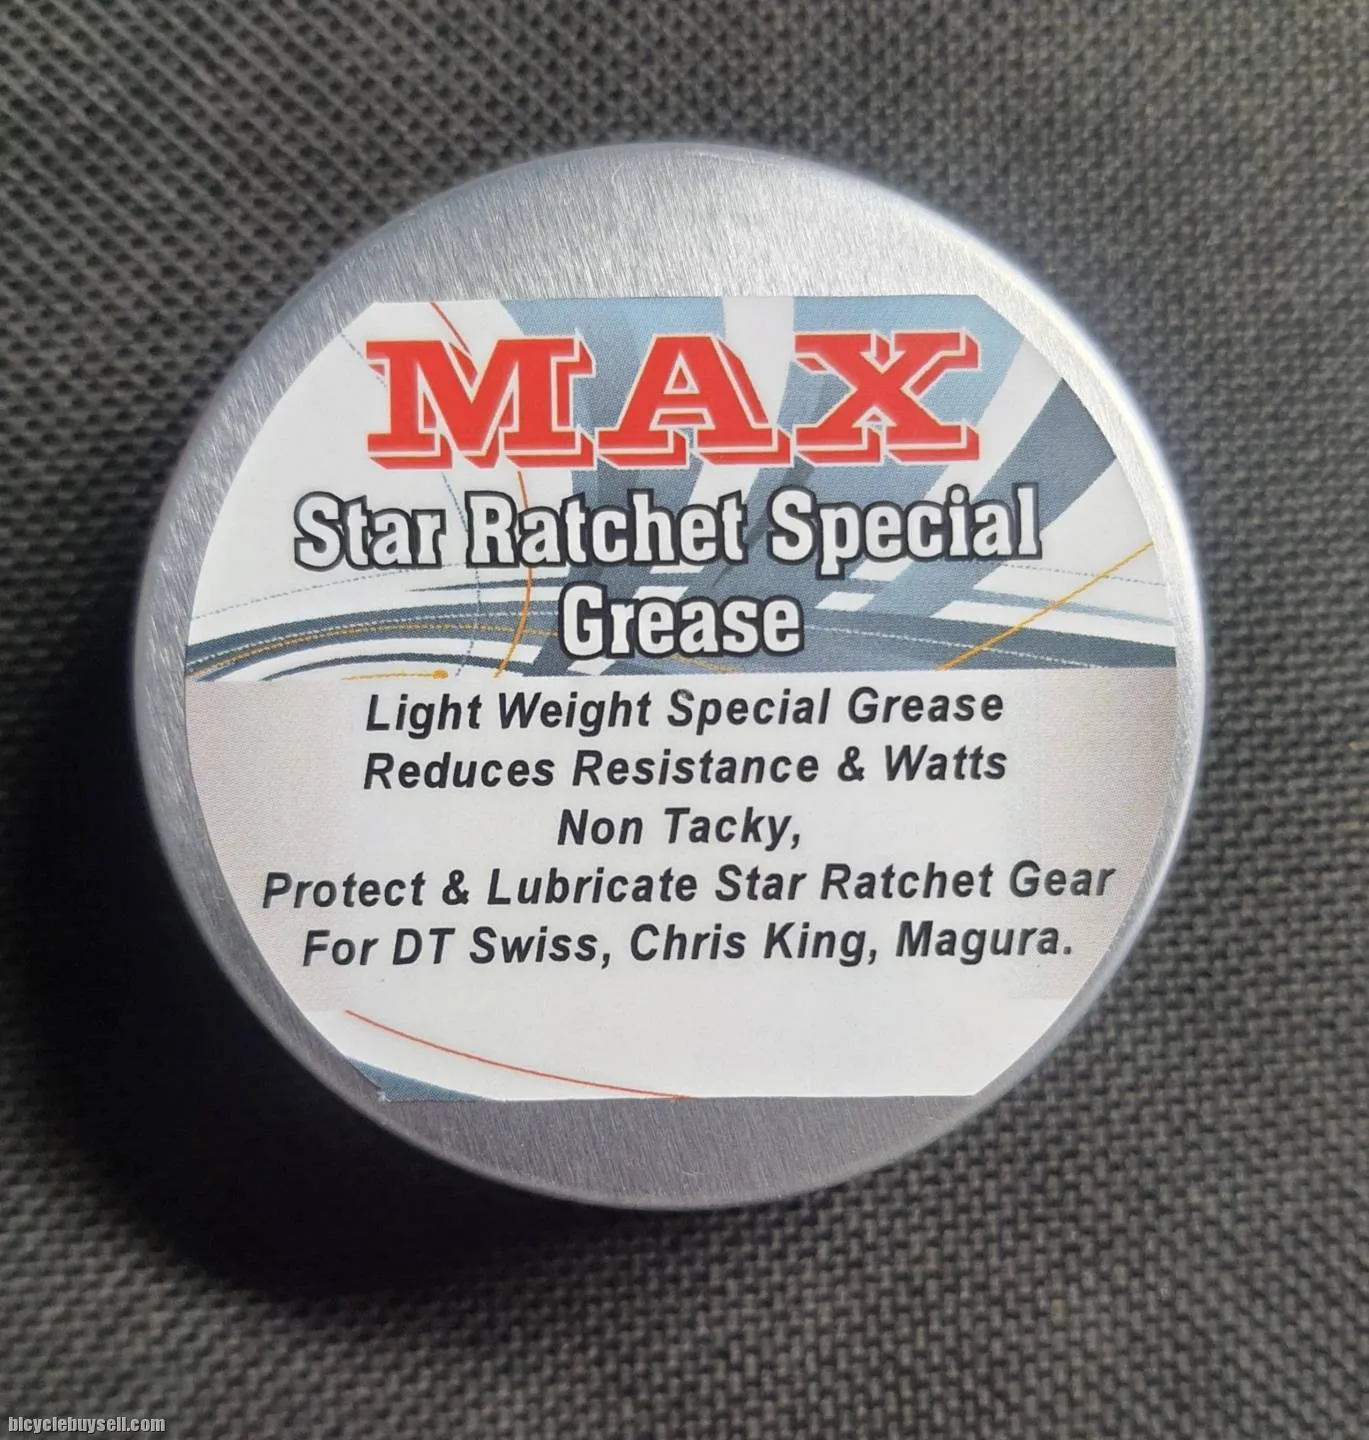 MAX
Star Ratchet Special
Grease
Light Weight Special Grease
Reduces Resistance & Watts
Non Tacky,
Protect & Lubricate Star Ratchet Gear
For DT Swiss, Chris King, Magura.
bicyclebuysell.com